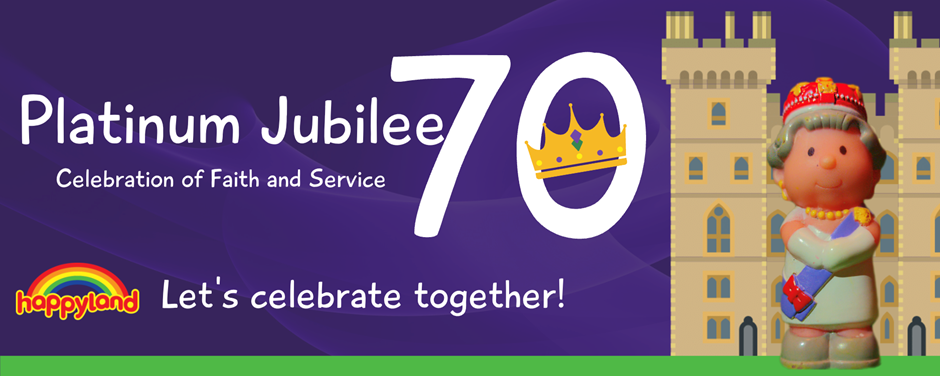 Platinum Jubilee
70
Celebration of Faith and Service
happyland
Let's celebrate together!